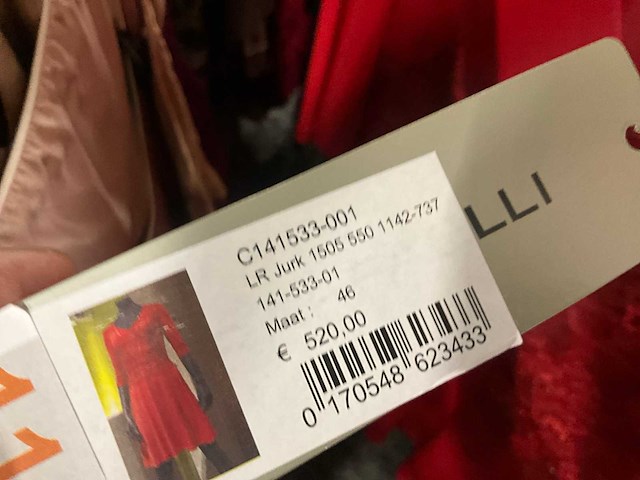 LLI
C141533-001
LR Jurk 1505 550 1142-737
141-533-01
Maat : 46
€ 520,00
0 170548 623433